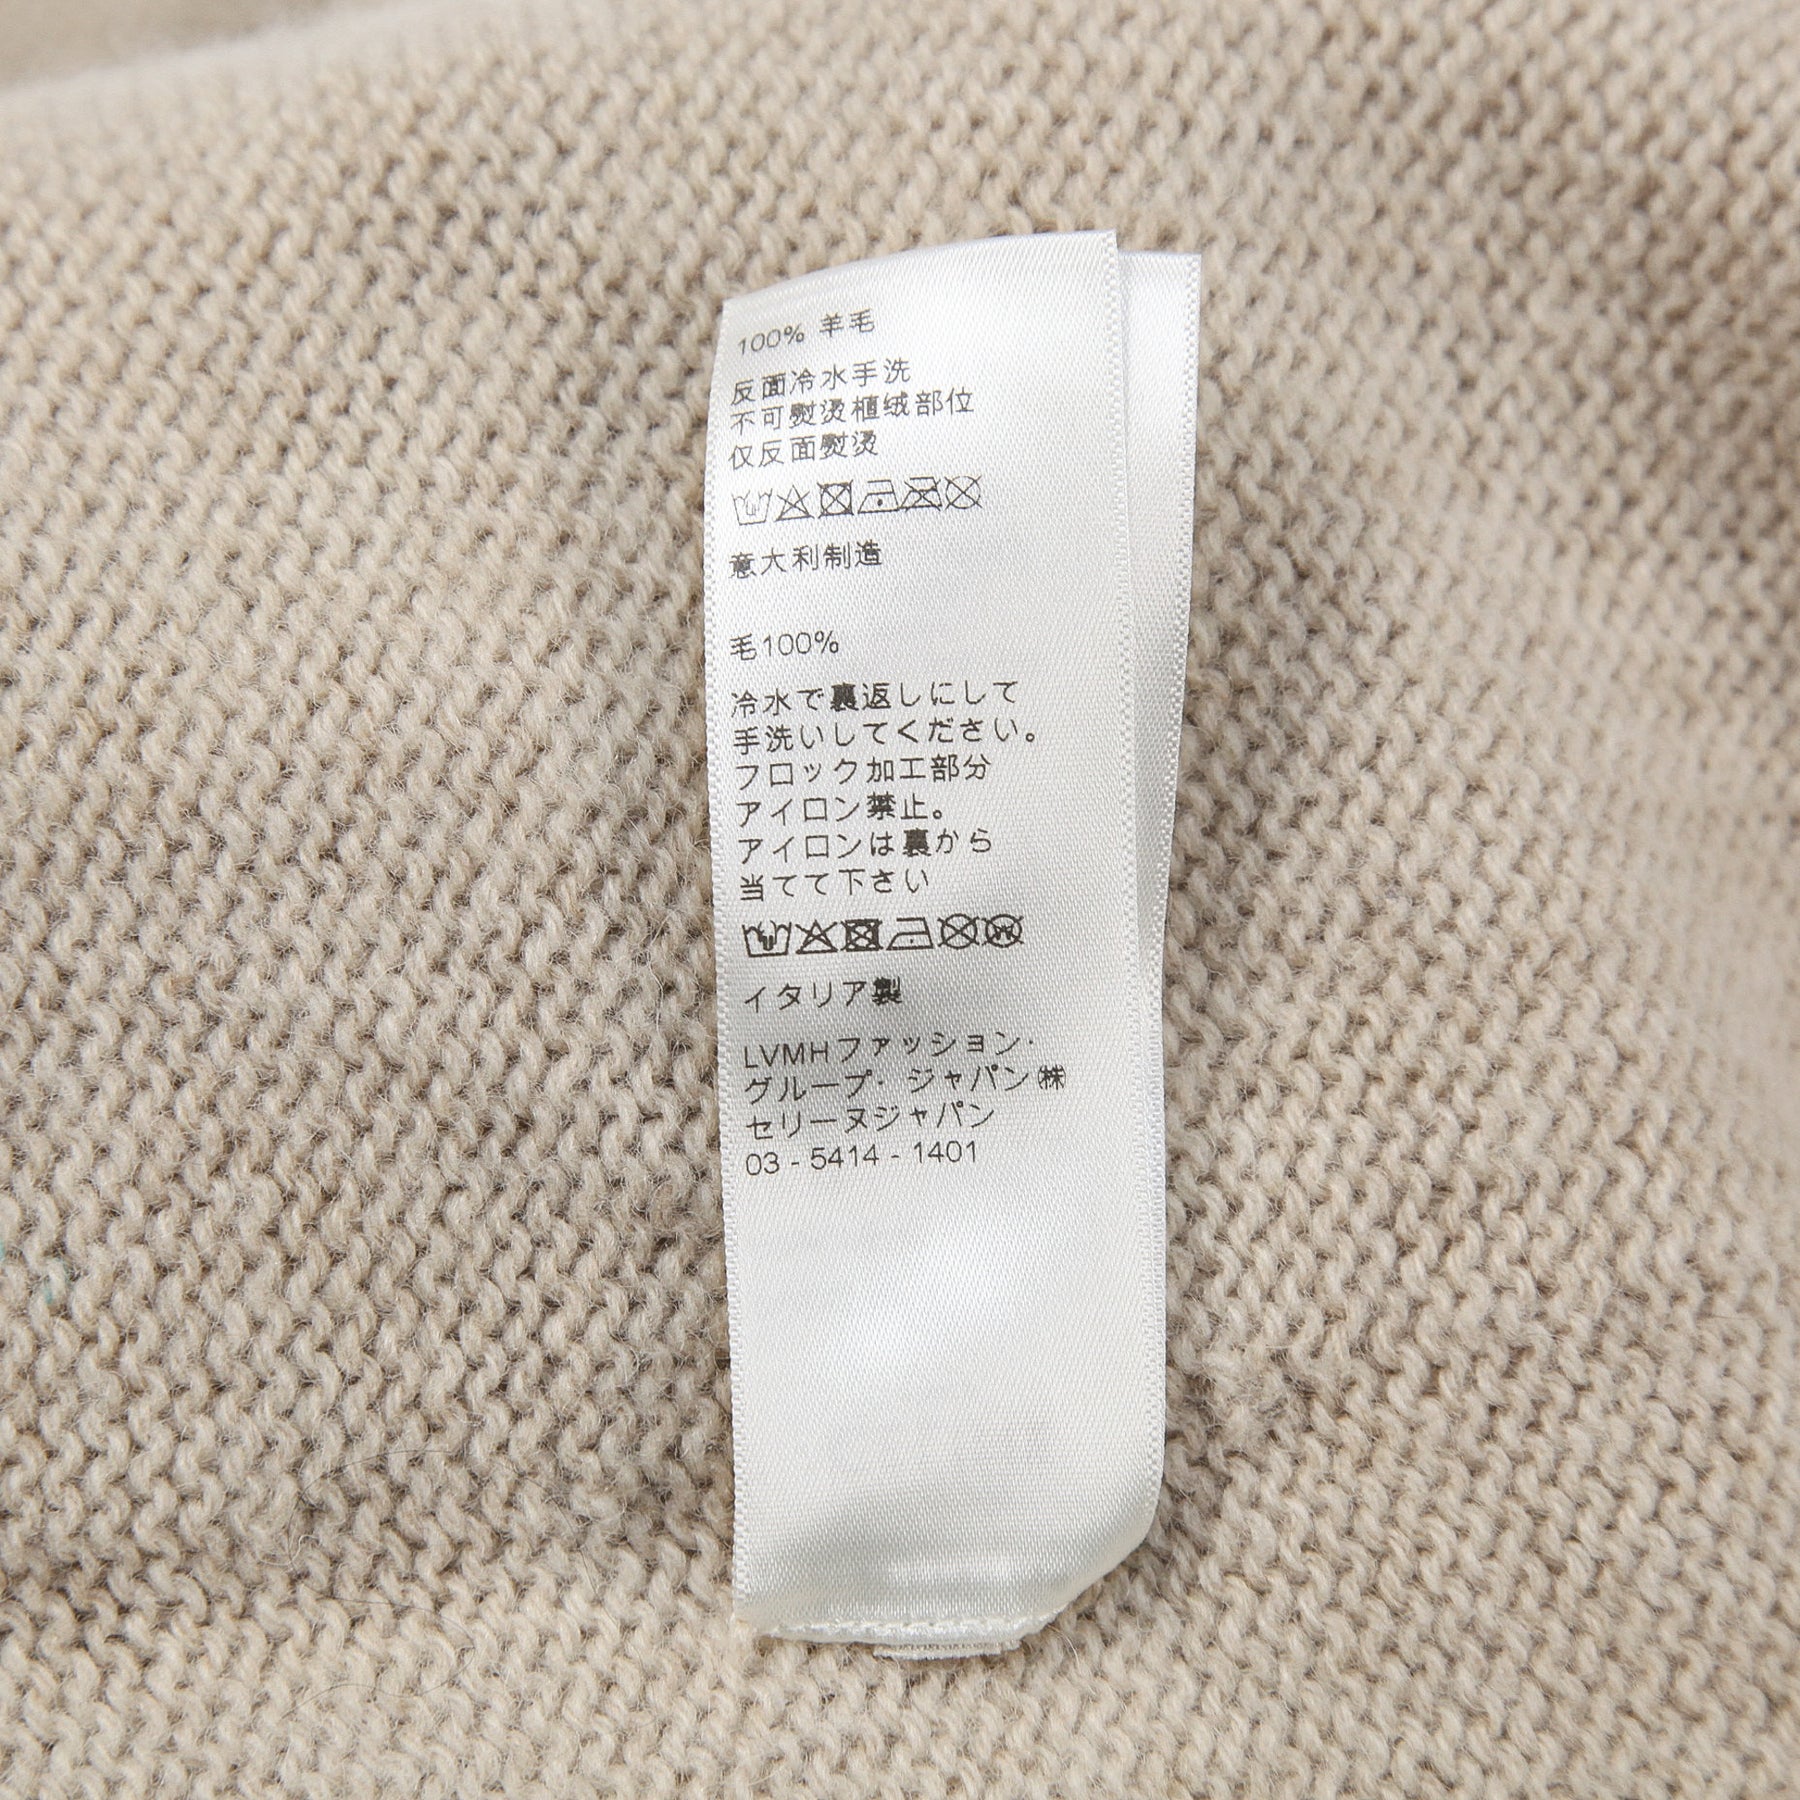 100% 羊毛
反面冷水手洗
不可熨烫植绒部位
仅反面熨烫
意大利制造
毛100%
冷水で裏返しにして
手洗いしてください。
フロック加工部分
アイロン禁止。
アイロンは裏から
当てて下さい
W
イタリア製
LVMHファッション・
グループ・ジャパン㈱
セリーヌジャパン
03 - 5414 - 1401